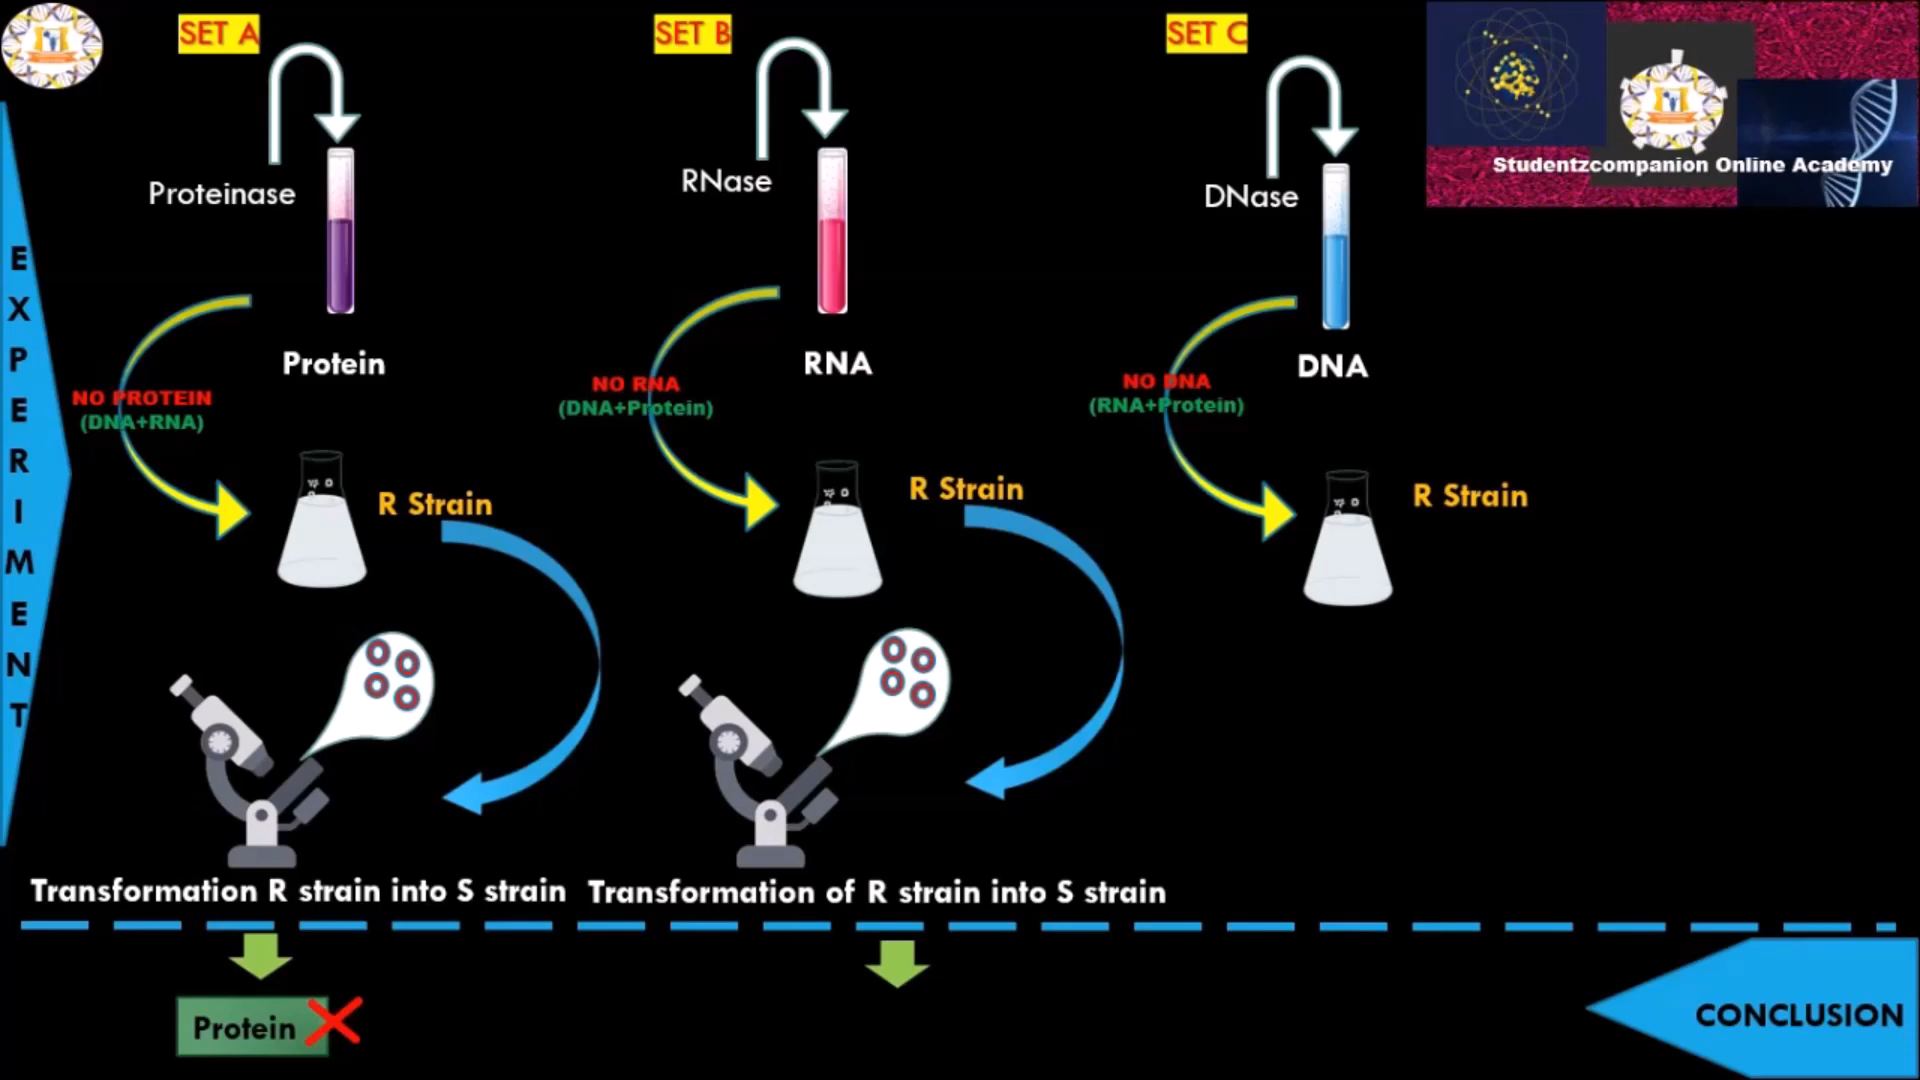 SET A
SET B
SET C
Studentzcompanion Online Academy
Proteinase
RNase
DNase
Protein
RNA
DNA
NO PROTEIN
(DNA+RNA)
NO RNA
(DNA+Protein)
NO DNA
(RNA+Protein)
R Strain
R Strain
R Strain
EXPERIMENT
Transformation R strain into S strain
Transformation of R strain into S strain
Protein
CONCLUSION